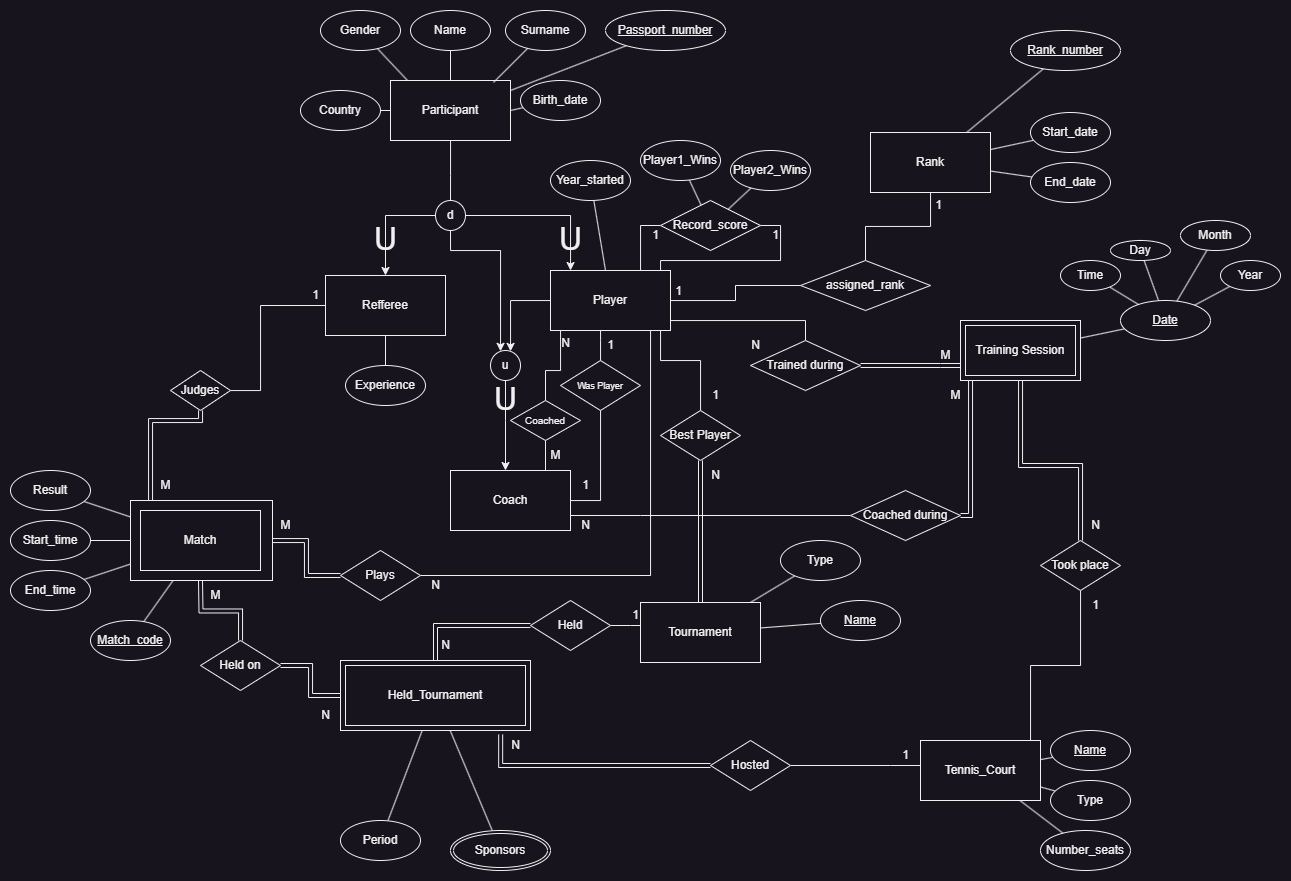 Gender
Name
Surname
Passport_number
Rank_number
Country
Participant
Birth_date
Start_date
Player1_Wins
Player2_Wins
Rank
Year_started
End_date
1
d
Record_score
1
1
Month
Day
Time
Year
U
U
1
Refferee
Player
1
assigned_rank
Date
N
1
N
M
Training Session
u
Trained during
Experience
Was Player
Judges
U
1
M
Coached
Best Player
M
N
M
1
Result
Coach
N
Coached during
M
N
Start_time
Match
Type
Took place
End_time
Plays
N
M
1
1
Name
Match_code
Held
Tournament
N
Held on
Held_Tournament
N
N
1
Name
Hosted
Tennis_Court
Type
Period
Sponsors
Number_seats